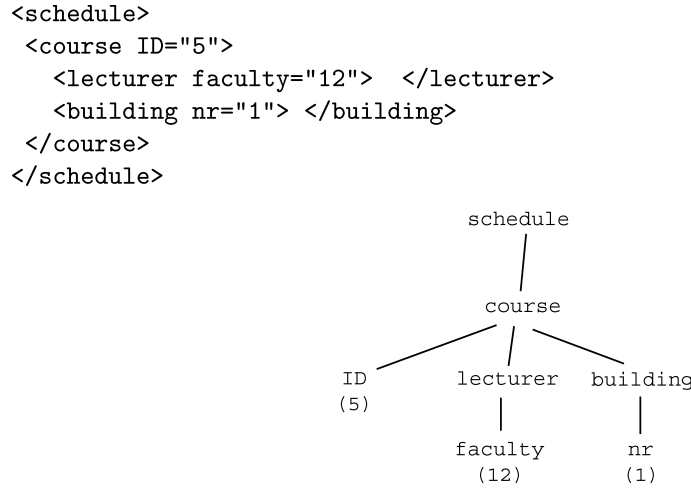 <schedule>
<course ID="5">
<lecturer faculty="12"> </lecturer>
<building nr="1"> </building>
</course>
</schedule>
schedule
course
ID lecturer building
(5)
faculty nr
(12) (1)